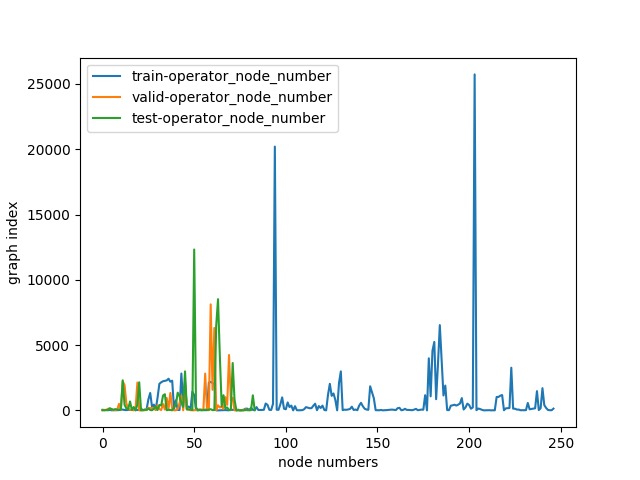 train-operator_node_number
valid-operator_node_number
test-operator_node_number
25000
20000
15000
10000
5000
0
graph index
0 50 100 150 200 250
node numbers